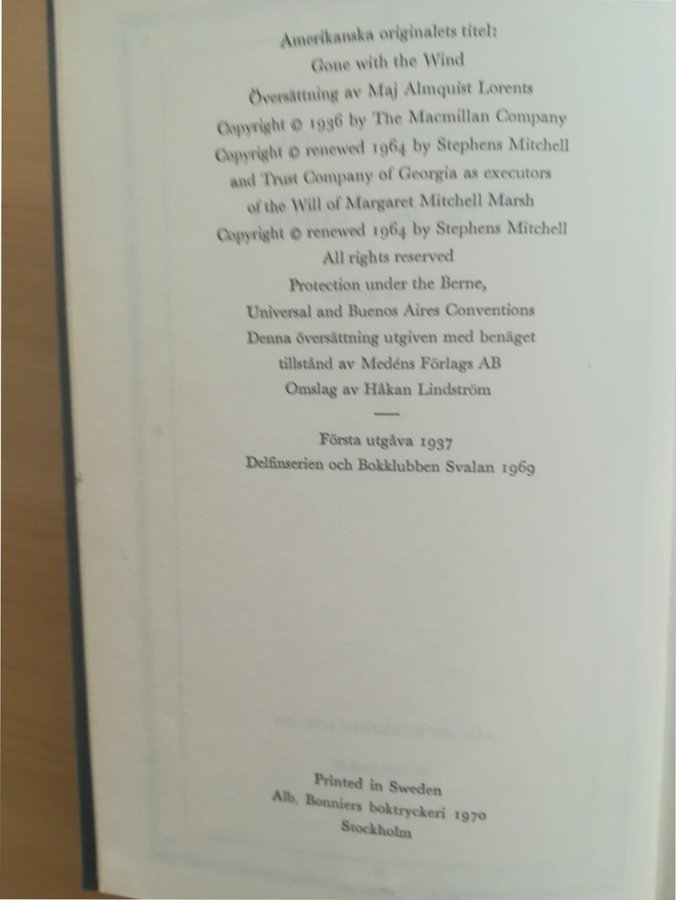 Amerikanska originalets titel:
Gone with the Wind
Översättning av Maj Almquist Lorents
Copyright © 1936 by The Macmillan Company
Copyright © renewed 1964 by Stephens Mitchell
and Trust Company of Georgia as executors
of the Will of Margaret Mitchell Marsh
Copyright © renewed 1964 by Stephens Mitchell
All rights reserved
Protection under the Berne,
Universal and Buenos Aires Conventions
Denna översättning utgiven med benäget
tillstånd av Medéns Förlags AB
Omslag av Håkan Lindström
—
Första utgåva 1937
Delfinserien och Bokklubben Svalan 1969
Printed in Sweden
Alb. Bonniers boktryckeri 1970
Stockholm